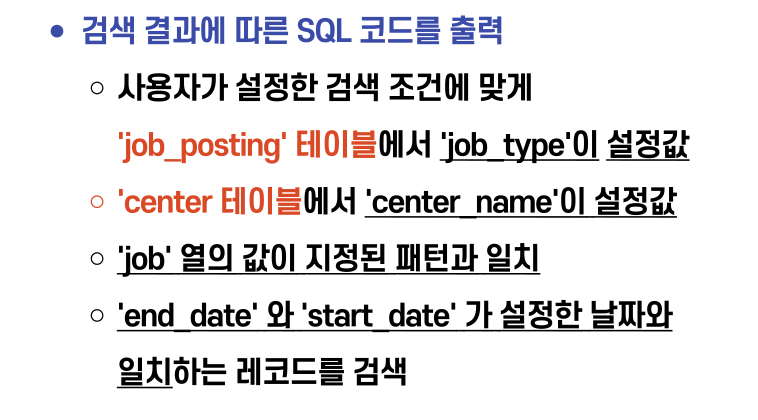 • 검색 결과에 따른 SQL 코드를 출력
○ 사용자가 설정한 검색 조건에 맞게
'job_posting' 테이블에서 'job_type'이 설정값
○ 'center 테이블에서 'center_name'이 설정값
○ 'job' 열의 값이 지정된 패턴과 일치
○ 'end_date' 와 'start_date' 가 설정한 날짜와
일치하는 레코드를 검색